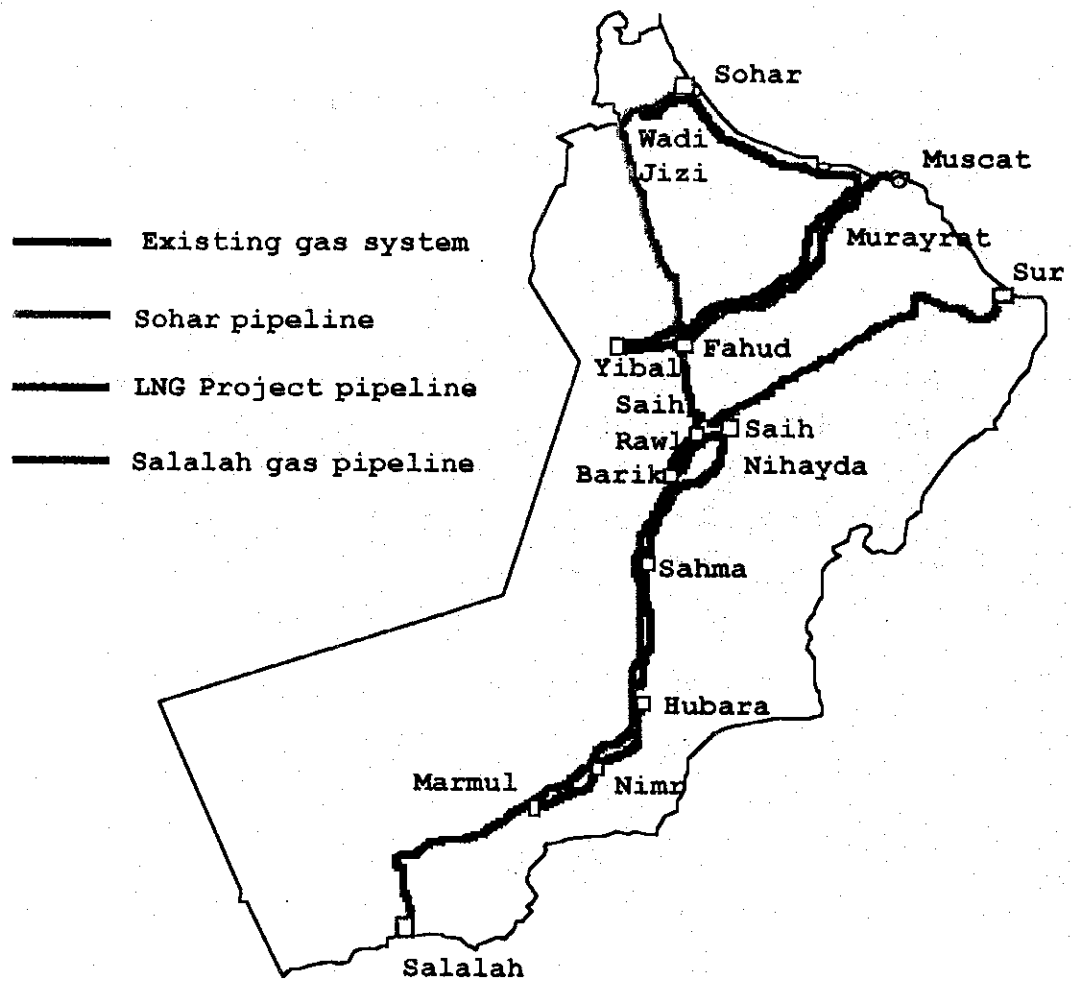 Sohar
Wadi
Jizi
Muscat
Existing gas system
Murayrat
Sur
Sohar pipeline
Fahud
Yibal
LNG Project pipeline
Saih
Saih
Rawl
Salalah gas pipeline
Nihayda
Barik
Sahma
Hubara
Marmul
Nimr
Salalah